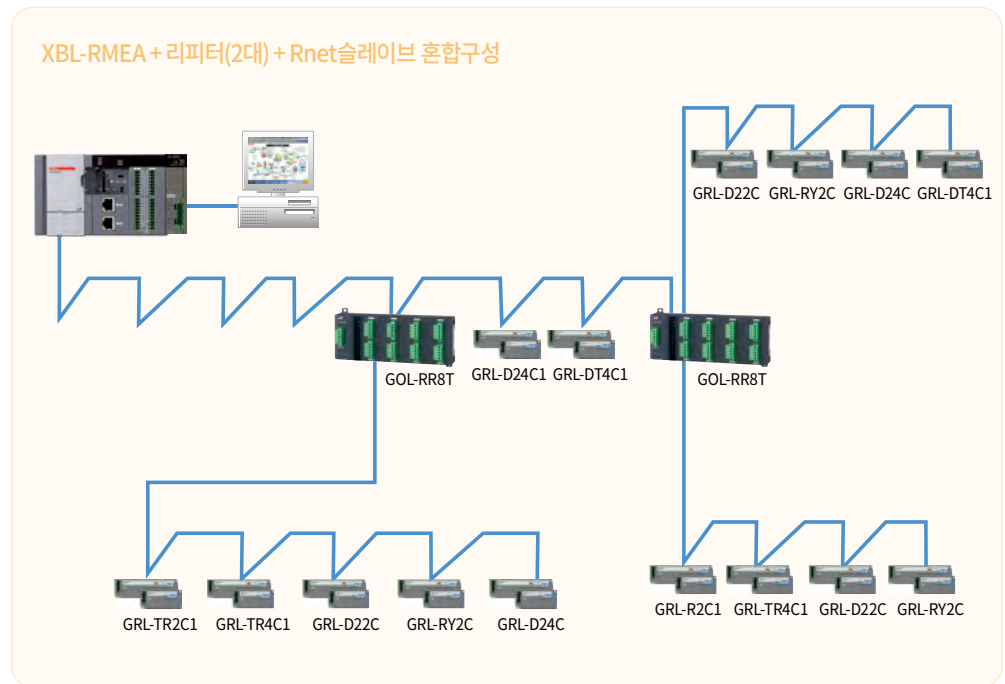 XBL-RMEA + 리피터(2대) + Rnet슬레이브 혼합구성
GRL-D22C GRL-RY2C GRL-D24C GRL-DT4C1
GOL-RR8T GRL-D24C1 GRL-DT4C1 GOL-RR8T
GRL-TR2C1 GRL-TR4C1 GRL-D22C GRL-RY2C GRL-D24C
GRL-R2C1 GRL-TR4C1 GRL-D22C GRL-RY2C